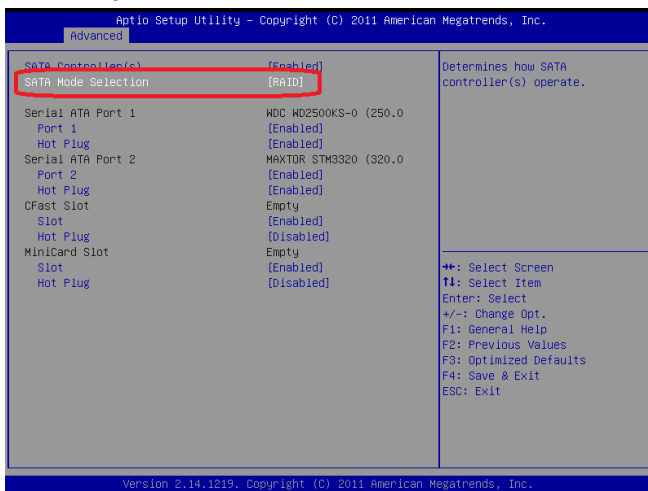 Aptio Setup Utility – Copyright (C) 2011 American Megatrends, Inc.
Advanced
SATA Controller(s) [Enabled]
SATA Mode Selection [RAID]
Serial ATA Port 1 WDC WD2500KS-0 (250.0
Port 1 [Enabled]
Hot Plug [Enabled]
Serial ATA Port 2 MAXTOR STM3320 (320.0
Port 2 [Enabled]
Hot Plug [Enabled]
CFast Slot Empty
Slot [Enabled]
Hot Plug [Disabled]
MiniCard Slot Empty
Slot [Enabled]
Hot Plug [Disabled]
Determines how SATA
controller(s) operate.
→←: Select Screen
↑↓: Select Item
Enter: Select
+/-: Change Opt.
F1: General Help
F2: Previous Values
F3: Optimized Defaults
F4: Save & Exit
ESC: Exit
Version 2.14.1219. Copyright (C) 2011 American Megatrends, Inc.